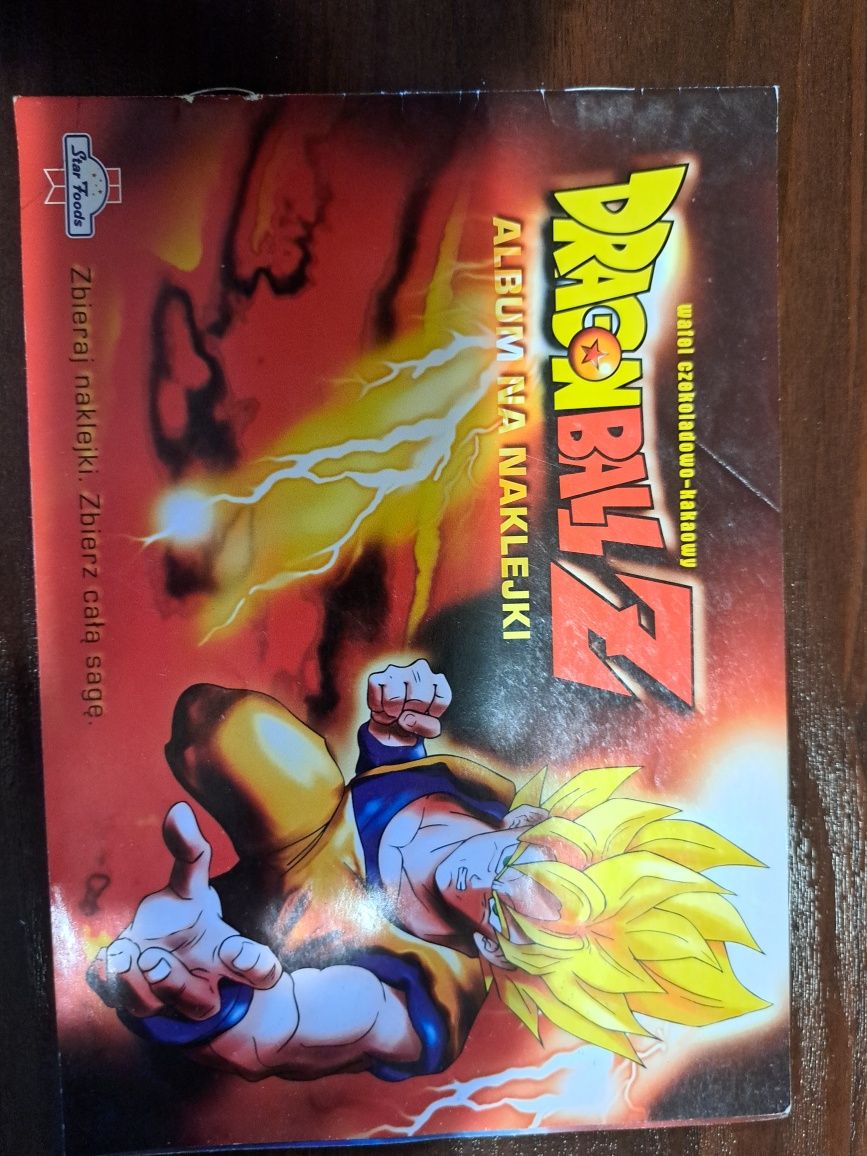 wafel czekoladowo-kakaowy
DRAGON BALL Z
ALBUM NA NAKLEJKI
Star Foods
Zbieraj naklejki. Zbierz całą sagę.